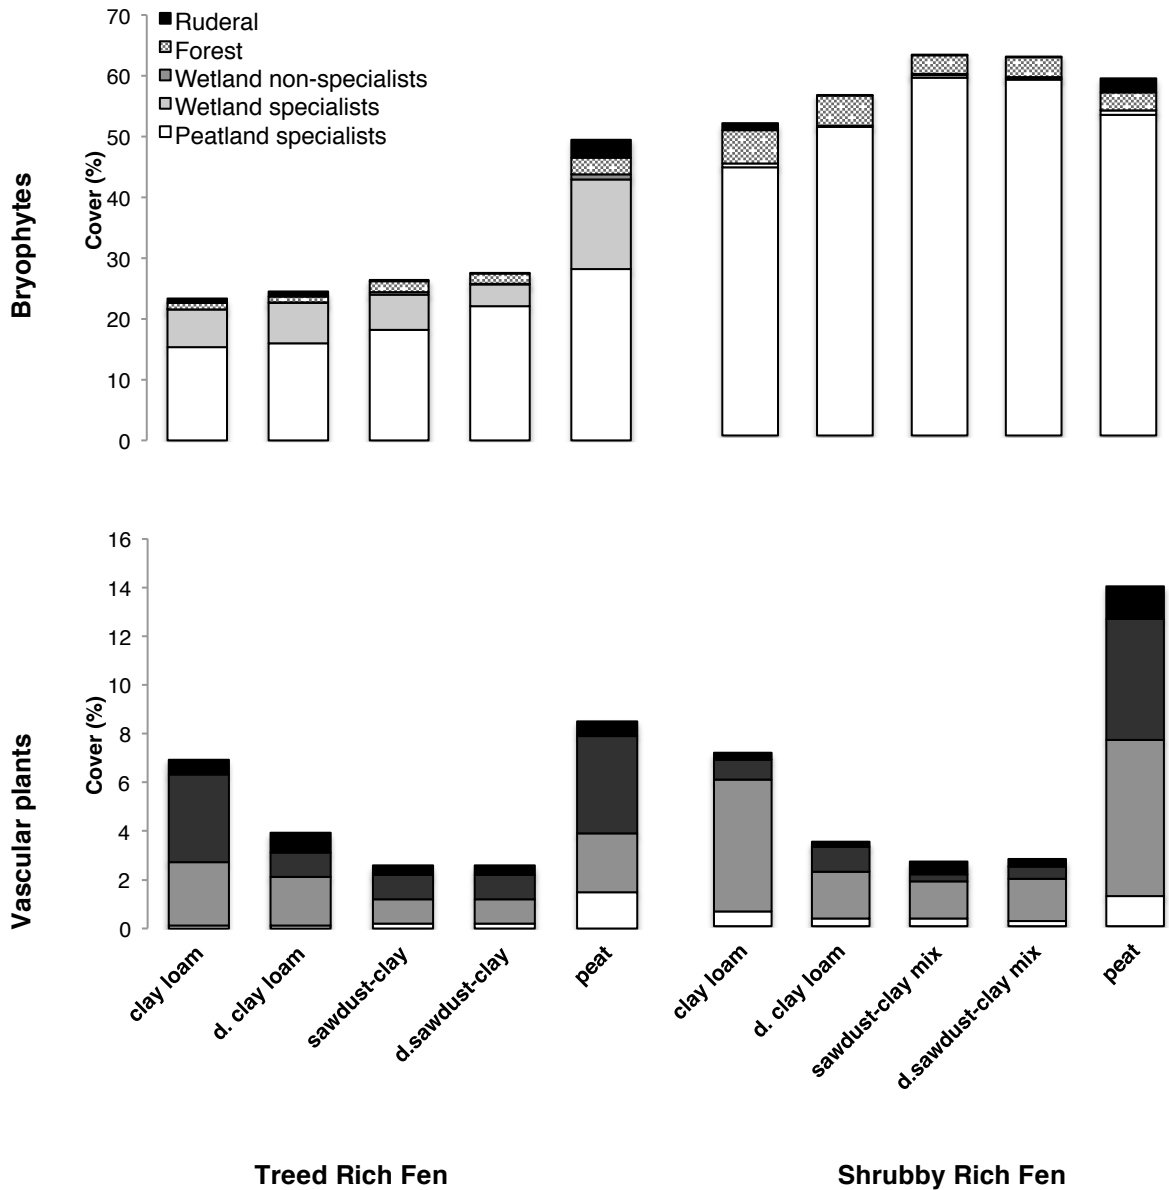 70
60
50
40
30
20
10
0
Cover (%)
Bryophytes
Ruderal
Forest
Wetland non-specialists
Wetland specialists
Peatland specialists
16
14
12
10
8
6
4
2
0
Cover (%)
Vascular plants
clay loam
d. clay loam
sawdust-clay
d.sawdust-clay
peat
clay loam
d. clay loam
sawdust-clay mix
d.sawdust-clay mix
peat
Treed Rich Fen
Shrubby Rich Fen